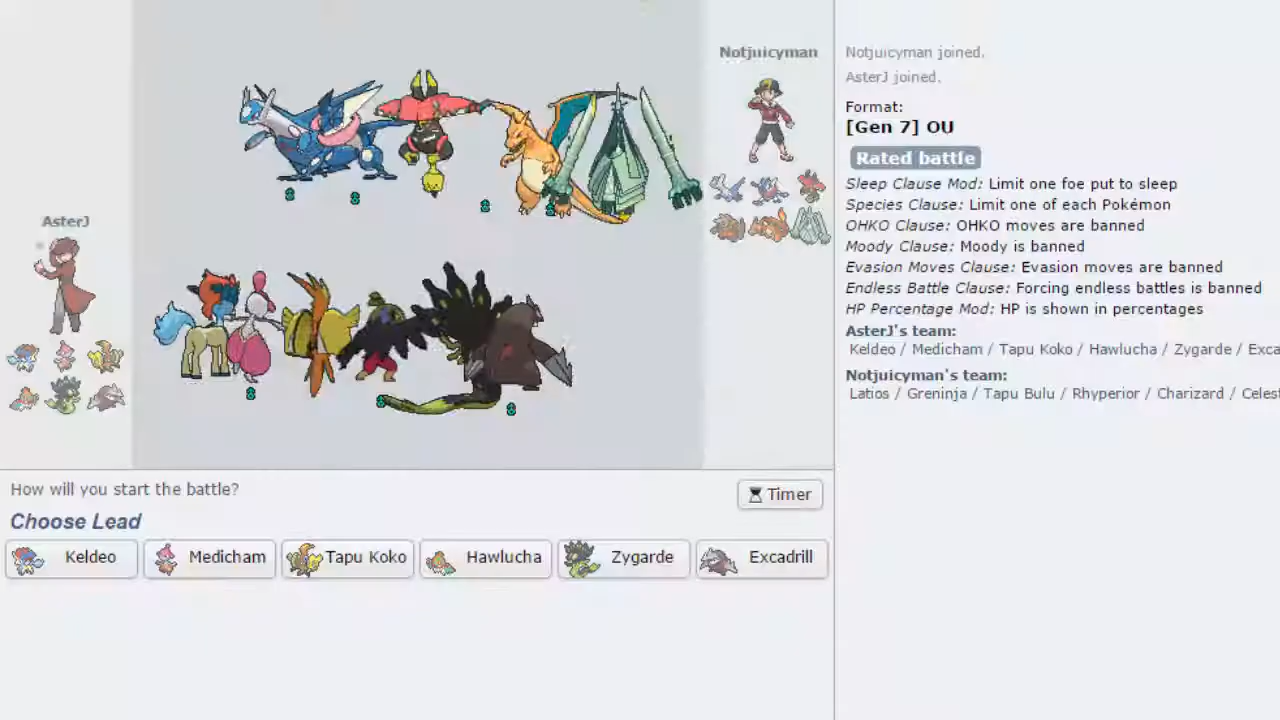 Notjuicyman
AsterJ
How will you start the battle?
Timer
Choose Lead
Keldeo
Medicham
Tapu Koko
Hawlucha
Zygarde
Excadrill
Notjuicyman joined.
AsterJ joined.
Format:
[Gen 7] OU
Rated battle
Sleep Clause Mod: Limit one foe put to sleep
Species Clause: Limit one of each Pokémon
OHKO Clause: OHKO moves are banned
Moody Clause: Moody is banned
Evasion Moves Clause: Evasion moves are banned
Endless Battle Clause: Forcing endless battles is banned
HP Percentage Mod: HP is shown in percentages
AsterJ's team:
Keldeo / Medicham / Tapu Koko / Hawlucha / Zygarde / Exca
Notjuicyman's team:
Latios / Greninja / Tapu Bulu / Rhyperior / Charizard / Celest